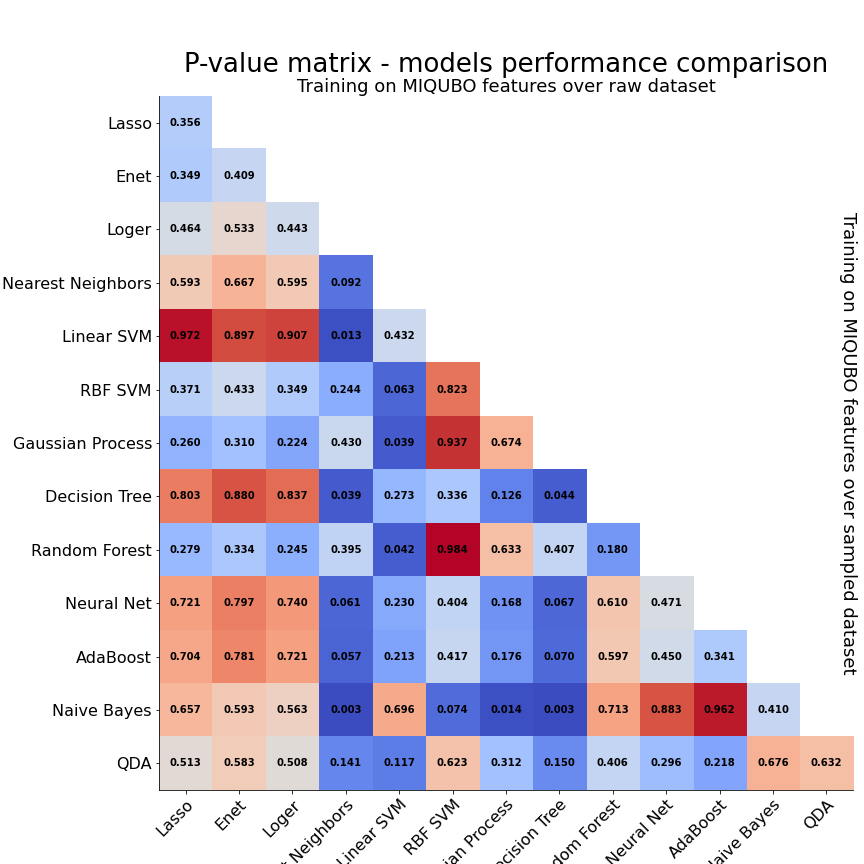 P-value matrix - models performance comparison
Training on MIQUBO features over raw dataset
Lasso 0.356
Enet 0.349 0.409
Loger 0.464 0.533 0.443
Nearest Neighbors 0.593 0.667 0.595 0.092
Linear SVM 0.972 0.897 0.907 0.013 0.432
RBF SVM 0.371 0.433 0.349 0.244 0.063 0.823
Gaussian Process 0.260 0.310 0.224 0.430 0.039 0.937 0.674
Decision Tree 0.803 0.880 0.837 0.039 0.273 0.336 0.126 0.044
Random Forest 0.279 0.334 0.245 0.395 0.042 0.984 0.633 0.407 0.180
Neural Net 0.721 0.797 0.740 0.061 0.230 0.404 0.168 0.067 0.610 0.471
AdaBoost 0.704 0.781 0.721 0.057 0.213 0.417 0.176 0.070 0.597 0.450 0.341
Naive Bayes 0.657 0.593 0.563 0.003 0.696 0.074 0.014 0.003 0.713 0.883 0.962 0.410
QDA 0.513 0.583 0.508 0.141 0.117 0.623 0.312 0.150 0.406 0.296 0.218 0.676 0.632
Lasso
Enet
Loger
t Neighbors
Linear SVM
RBF SVM
ian Process
ecision Tree
dom Forest
Neural Net
AdaBoost
aive Bayes
QDA
Training on MIQUBO features over sampled dataset